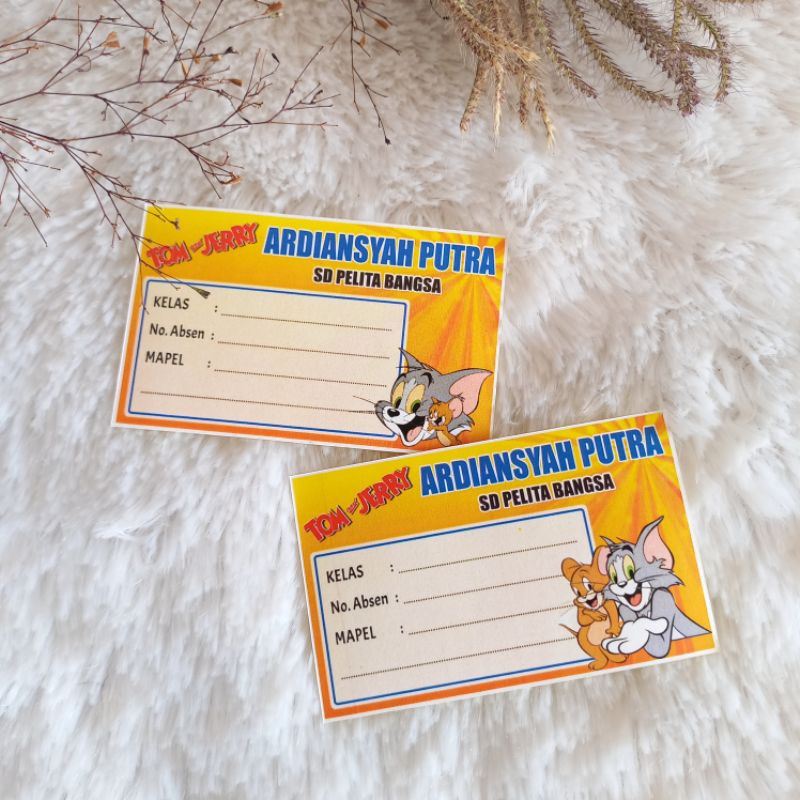 TOM and JERRY ARDIANSYAH PUTRA
SD PELITA BANGSA
KELAS :
No. Absen :
MAPEL :
TOM and JERRY ARDIANSYAH PUTRA
SD PELITA BANGSA
KELAS :
No. Absen :
MAPEL :